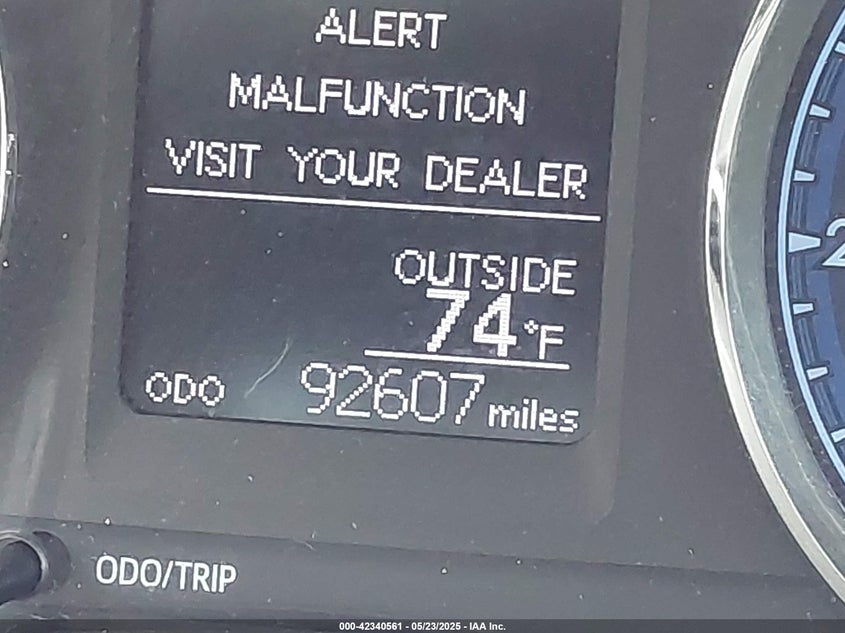 ALERT
MALFUNCTION
VISIT YOUR DEALER
OUTSIDE
74°F
ODO 92607 miles
2
ODO/TRIP
000-42340561 - 05/23/2025 - IAA Inc.